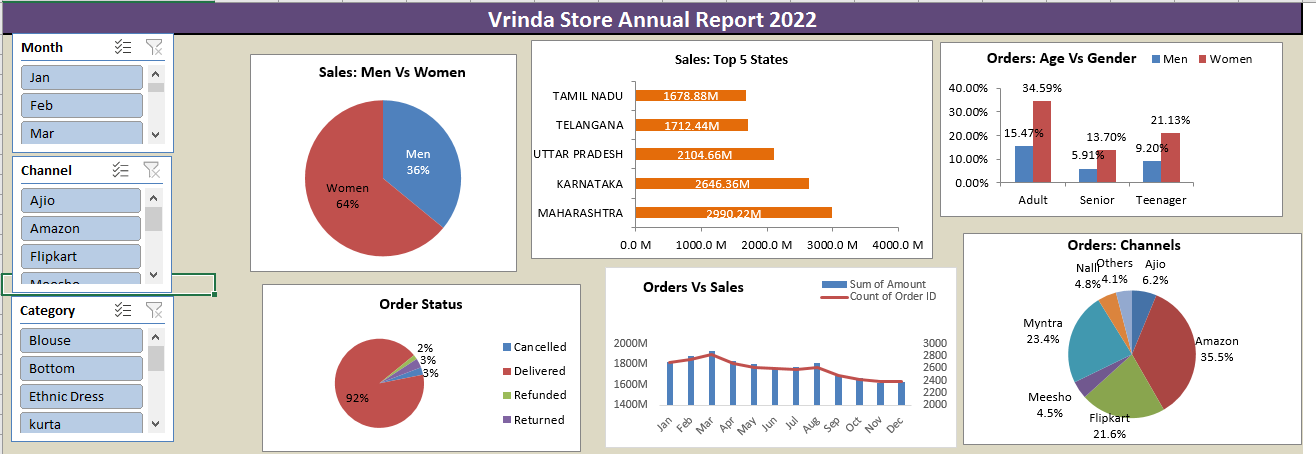 Vrinda Store Annual Report 2022
Month
Jan
Feb
Mar
Channel
Ajio
Amazon
Flipkart
Meesho
Category
Blouse
Bottom
Ethnic Dress
kurta
Sales: Men Vs Women
Men
36%
Women
64%
Sales: Top 5 States
TAMIL NADU
1678.88M
TELANGANA
1712.44M
UTTAR PRADESH
2104.66M
KARNATAKA
2646.36M
MAHARASHTRA
2990.22M
0.0 M 1000.0 M 2000.0 M 3000.0 M 4000.0 M
Orders: Age Vs Gender
Men Women
40.00%
30.00%
20.00%
10.00%
0.00%
15.47%
34.59%
5.91%
13.70%
9.20%
21.13%
Adult Senior Teenager
Order Status
2%
3%
3%
92%
Cancelled
Delivered
Refunded
Returned
Orders Vs Sales
Sum of Amount
Count of Order ID
2000M
1800M
1600M
1400M
3000
2800
2600
2400
2200
2000
Jan Feb Mar Apr May Jun Jul Aug Sep Oct Nov Dec
Orders: Channels
Nalli
4.8%
Others
4.1%
Ajio
6.2%
Myntra
23.4%
Amazon
35.5%
Meesho
4.5%
Flipkart
21.6%